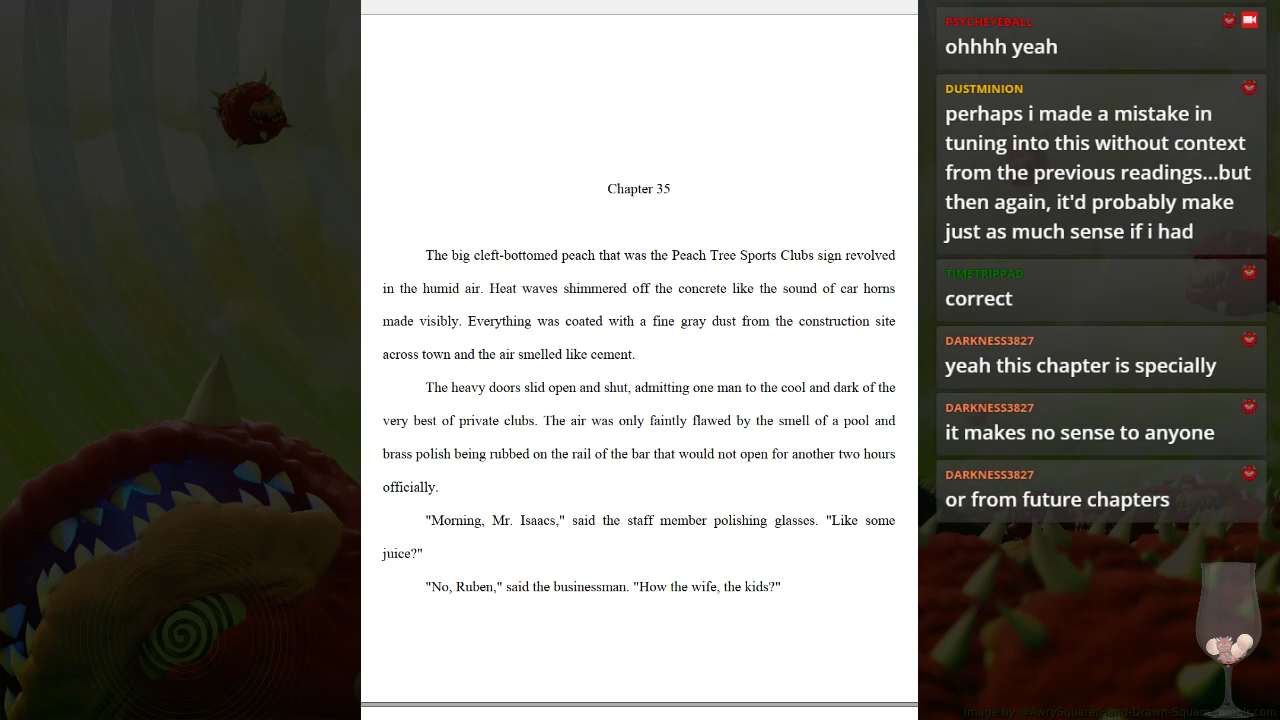 Chapter 35
The big cleft-bottomed peach that was the Peach Tree Sports Clubs sign revolved
in the humid air. Heat waves shimmered off the concrete like the sound of car horns
made visibly. Everything was coated with a fine gray dust from the construction site
across town and the air smelled like cement.
The heavy doors slid open and shut, admitting one man to the cool and dark of the
very best of private clubs. The air was only faintly flawed by the smell of a pool and
brass polish being rubbed on the rail of the bar that would not open for another two hours
officially.
"Morning, Mr. Isaacs," said the staff member polishing glasses. "Like some
juice?"
"No, Ruben," said the businessman. "How the wife, the kids?"
PSYCHEYEBALL
ohhhh yeah
DUSTMINION
perhaps i made a mistake in
tuning into this without context
from the previous readings...but
then again, it'd probably make
just as much sense if i had
TIMETRIPPAD
correct
DARKNESS3827
yeah this chapter is specially
DARKNESS3827
it makes no sense to anyone
DARKNESS3827
or from future chapters